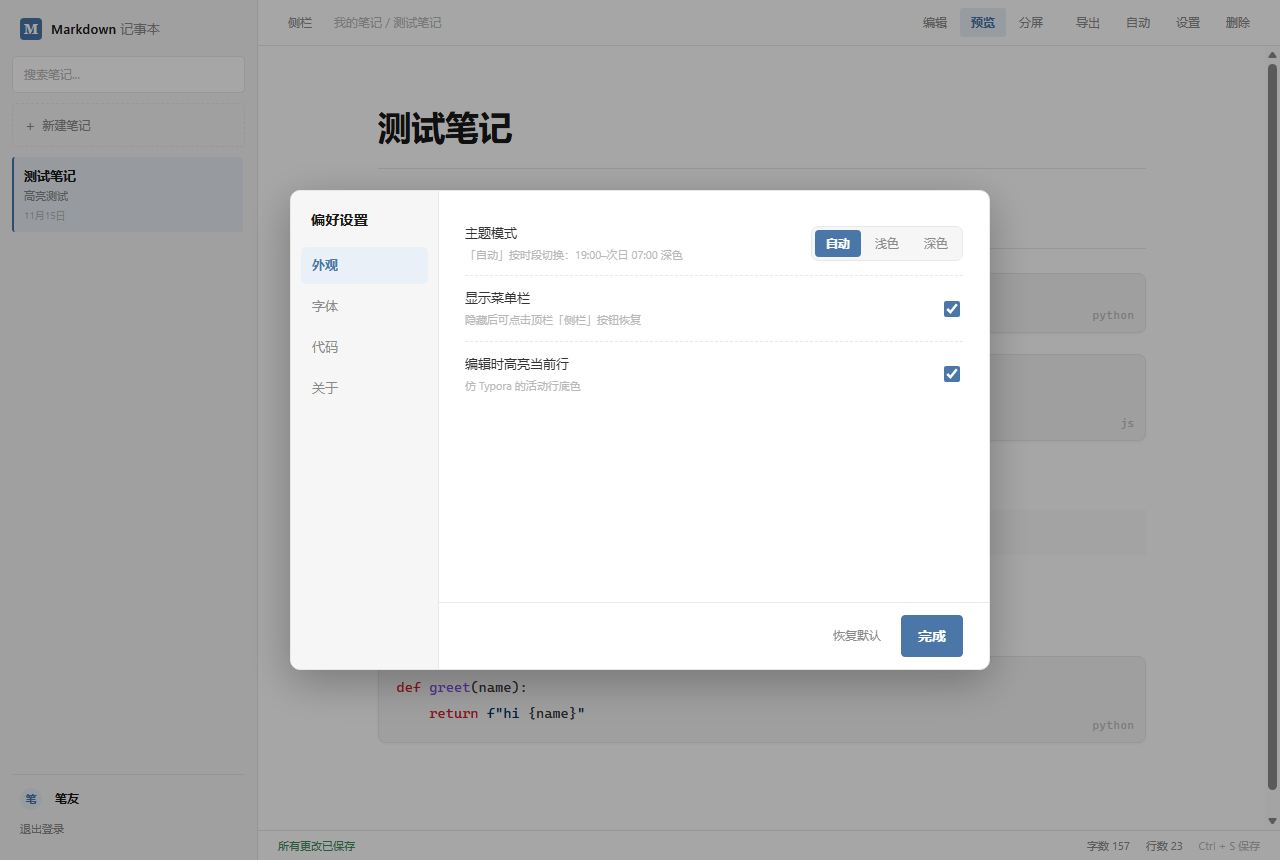 M Markdown 记事本
搜索笔记...
+ 新建笔记
测试笔记
高亮测试
11月15日
笔 笔友
退出登录
侧栏 我的笔记 / 测试笔记 编辑 预览 分屏 导出 自动 设置 删除
测试笔记
python
js
偏好设置
外观
字体
代码
关于
主题模式
「自动」按时段切换：19:00–次日 07:00 深色
自动 浅色 深色
显示菜单栏
隐藏后可点击顶栏「侧栏」按钮恢复
编辑时高亮当前行
仿 Typora 的活动行底色
恢复默认 完成
def greet(name):
    return f"hi {name}"
python
所有更改已保存 字数 157 行数 23 Ctrl + S 保存